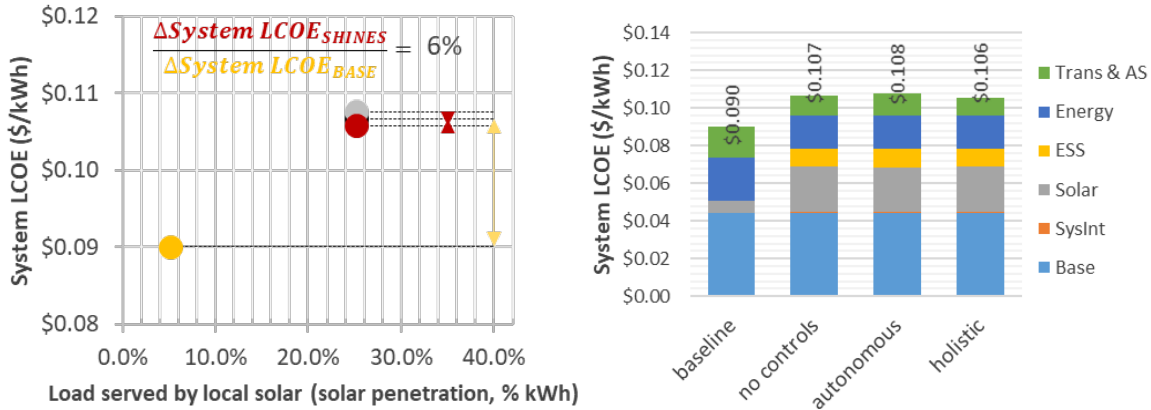 $0.12
$0.11
$0.10
$0.09
$0.08
System LCOE ($/kWh)
ΔSystem LCOE_SHINES
ΔSystem LCOE_BASE
= 6%
0.0% 10.0% 20.0% 30.0% 40.0%
Load served by local solar (solar penetration, % kWh)
$0.14
$0.12
$0.10
$0.08
$0.06
$0.04
$0.02
$0.00
System LCOE ($/kWh)
$0.090
$0.107
$0.108
$0.106
baseline
no controls
autonomous
holistic
Trans & AS
Energy
ESS
Solar
SysInt
Base